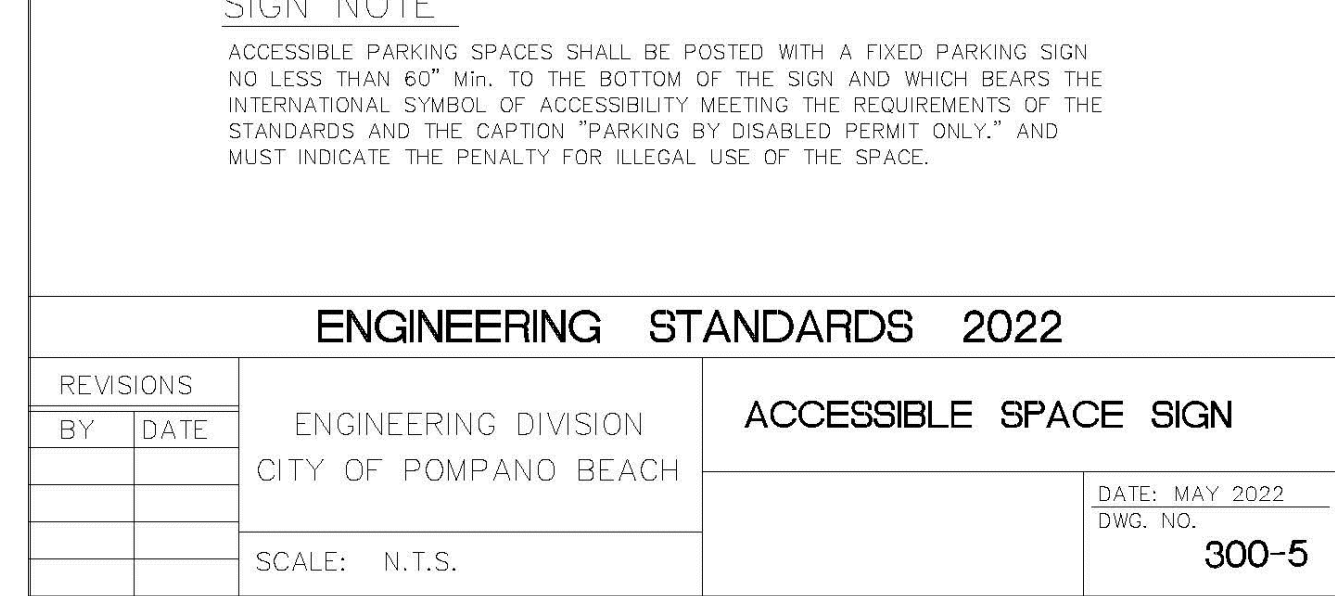 SIGN NOTE
ACCESSIBLE PARKING SPACES SHALL BE POSTED WITH A FIXED PARKING SIGN
NO LESS THAN 60" Min. TO THE BOTTOM OF THE SIGN AND WHICH BEARS THE
INTERNATIONAL SYMBOL OF ACCESSIBILITY MEETING THE REQUIREMENTS OF THE
STANDARDS AND THE CAPTION "PARKING BY DISABLED PERMIT ONLY." AND
MUST INDICATE THE PENALTY FOR ILLEGAL USE OF THE SPACE.
ENGINEERING STANDARDS 2022
REVISIONS
BY DATE
ENGINEERING DIVISION
CITY OF POMPANO BEACH
SCALE: N.T.S.
ACCESSIBLE SPACE SIGN
DATE: MAY 2022
DWG. NO.
300-5